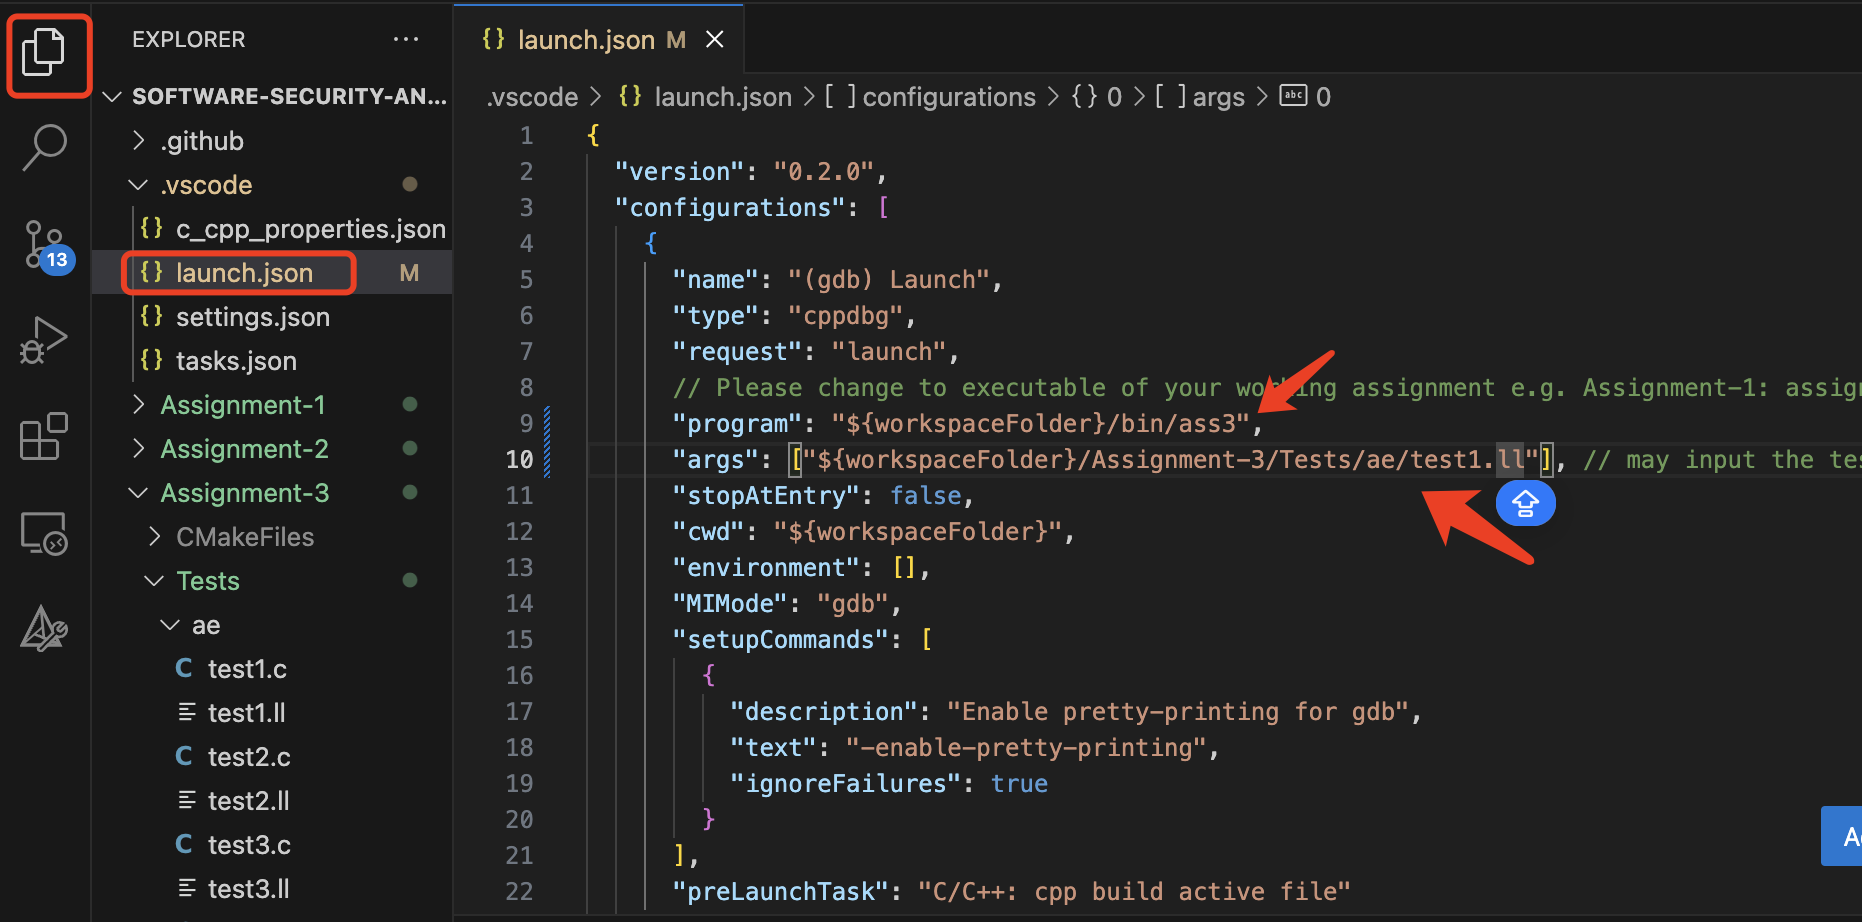 EXPLORER ...
SOFTWARE-SECURITY-AN...
.github
.vscode
{} c_cpp_properties.json
{} launch.json M
{} settings.json
{} tasks.json
Assignment-1
Assignment-2
Assignment-3
CMakeFiles
Tests
ae
C test1.c
test1.ll
C test2.c
test2.ll
C test3.c
test3.ll
13
{} launch.json M
.vscode > {} launch.json > [ ] configurations > {} 0 > [ ] args > abc 0
1 {
2 "version": "0.2.0",
3 "configurations": [
4 {
5 "name": "(gdb) Launch",
6 "type": "cppdbg",
7 "request": "launch",
8 // Please change to executable of your working assignment e.g. Assignment-1: assig
9 "program": "${workspaceFolder}/bin/ass3",
10 "args": ["${workspaceFolder}/Assignment-3/Tests/ae/test1.ll"], // may input the te
11 "stopAtEntry": false,
12 "cwd": "${workspaceFolder}",
13 "environment": [],
14 "MIMode": "gdb",
15 "setupCommands": [
16 {
17 "description": "Enable pretty-printing for gdb",
18 "text": "-enable-pretty-printing",
19 "ignoreFailures": true
20 }
21 ],
22 "preLaunchTask": "C/C++: cpp build active file"